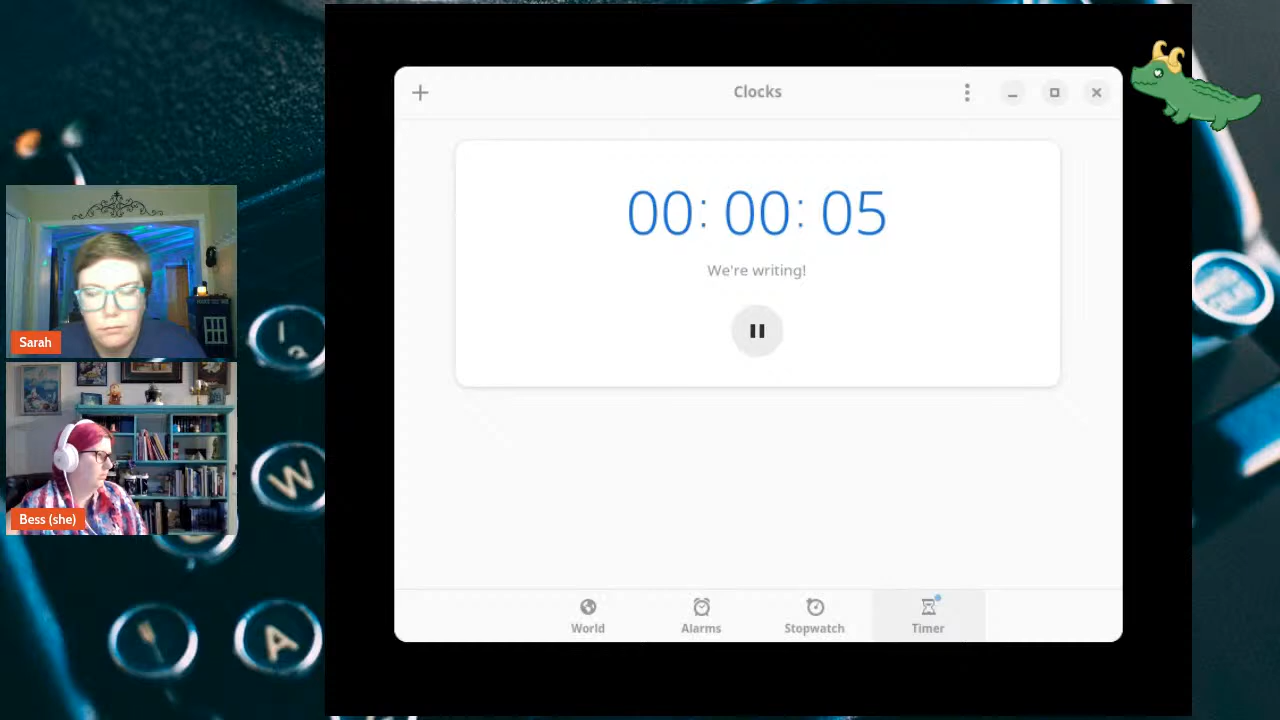 Clocks
00:00:05
We're writing!
World
Alarms
Stopwatch
Timer
Sarah
Bess (she)
I
W
A